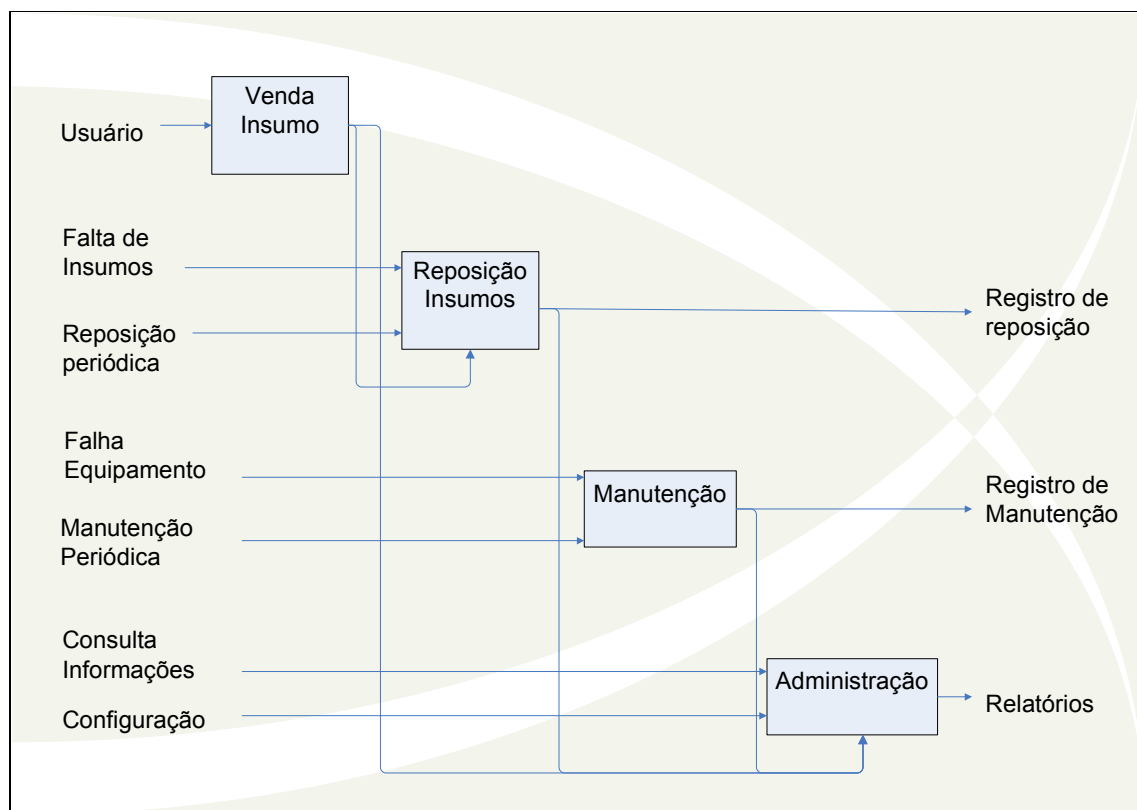 Venda
Insumo
Usuário
Falta de
Insumos
Reposição
Insumos
Reposição
periódica
Registro de
reposição
Falha
Equipamento
Manutenção
Manutenção
Periódica
Registro de
Manutenção
Consulta
Informações
Administração
Configuração
Relatórios